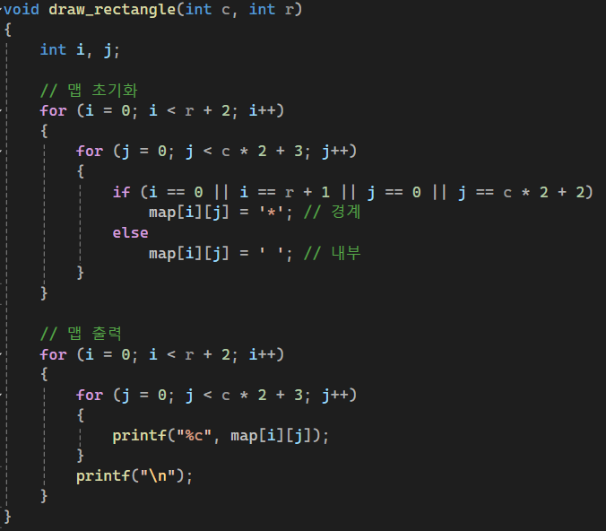 void draw_rectangle(int c, int r)
{
    int i, j;

    // 맵 초기화
    for (i = 0; i < r + 2; i++)
    {
        for (j = 0; j < c * 2 + 3; j++)
        {
            if (i == 0 || i == r + 1 || j == 0 || j == c * 2 + 2)
                map[i][j] = '*'; // 경계
            else
                map[i][j] = ' '; // 내부
        }
    }

    // 맵 출력
    for (i = 0; i < r + 2; i++)
    {
        for (j = 0; j < c * 2 + 3; j++)
        {
            printf("%c", map[i][j]);
        }
        printf("\n");
    }
}